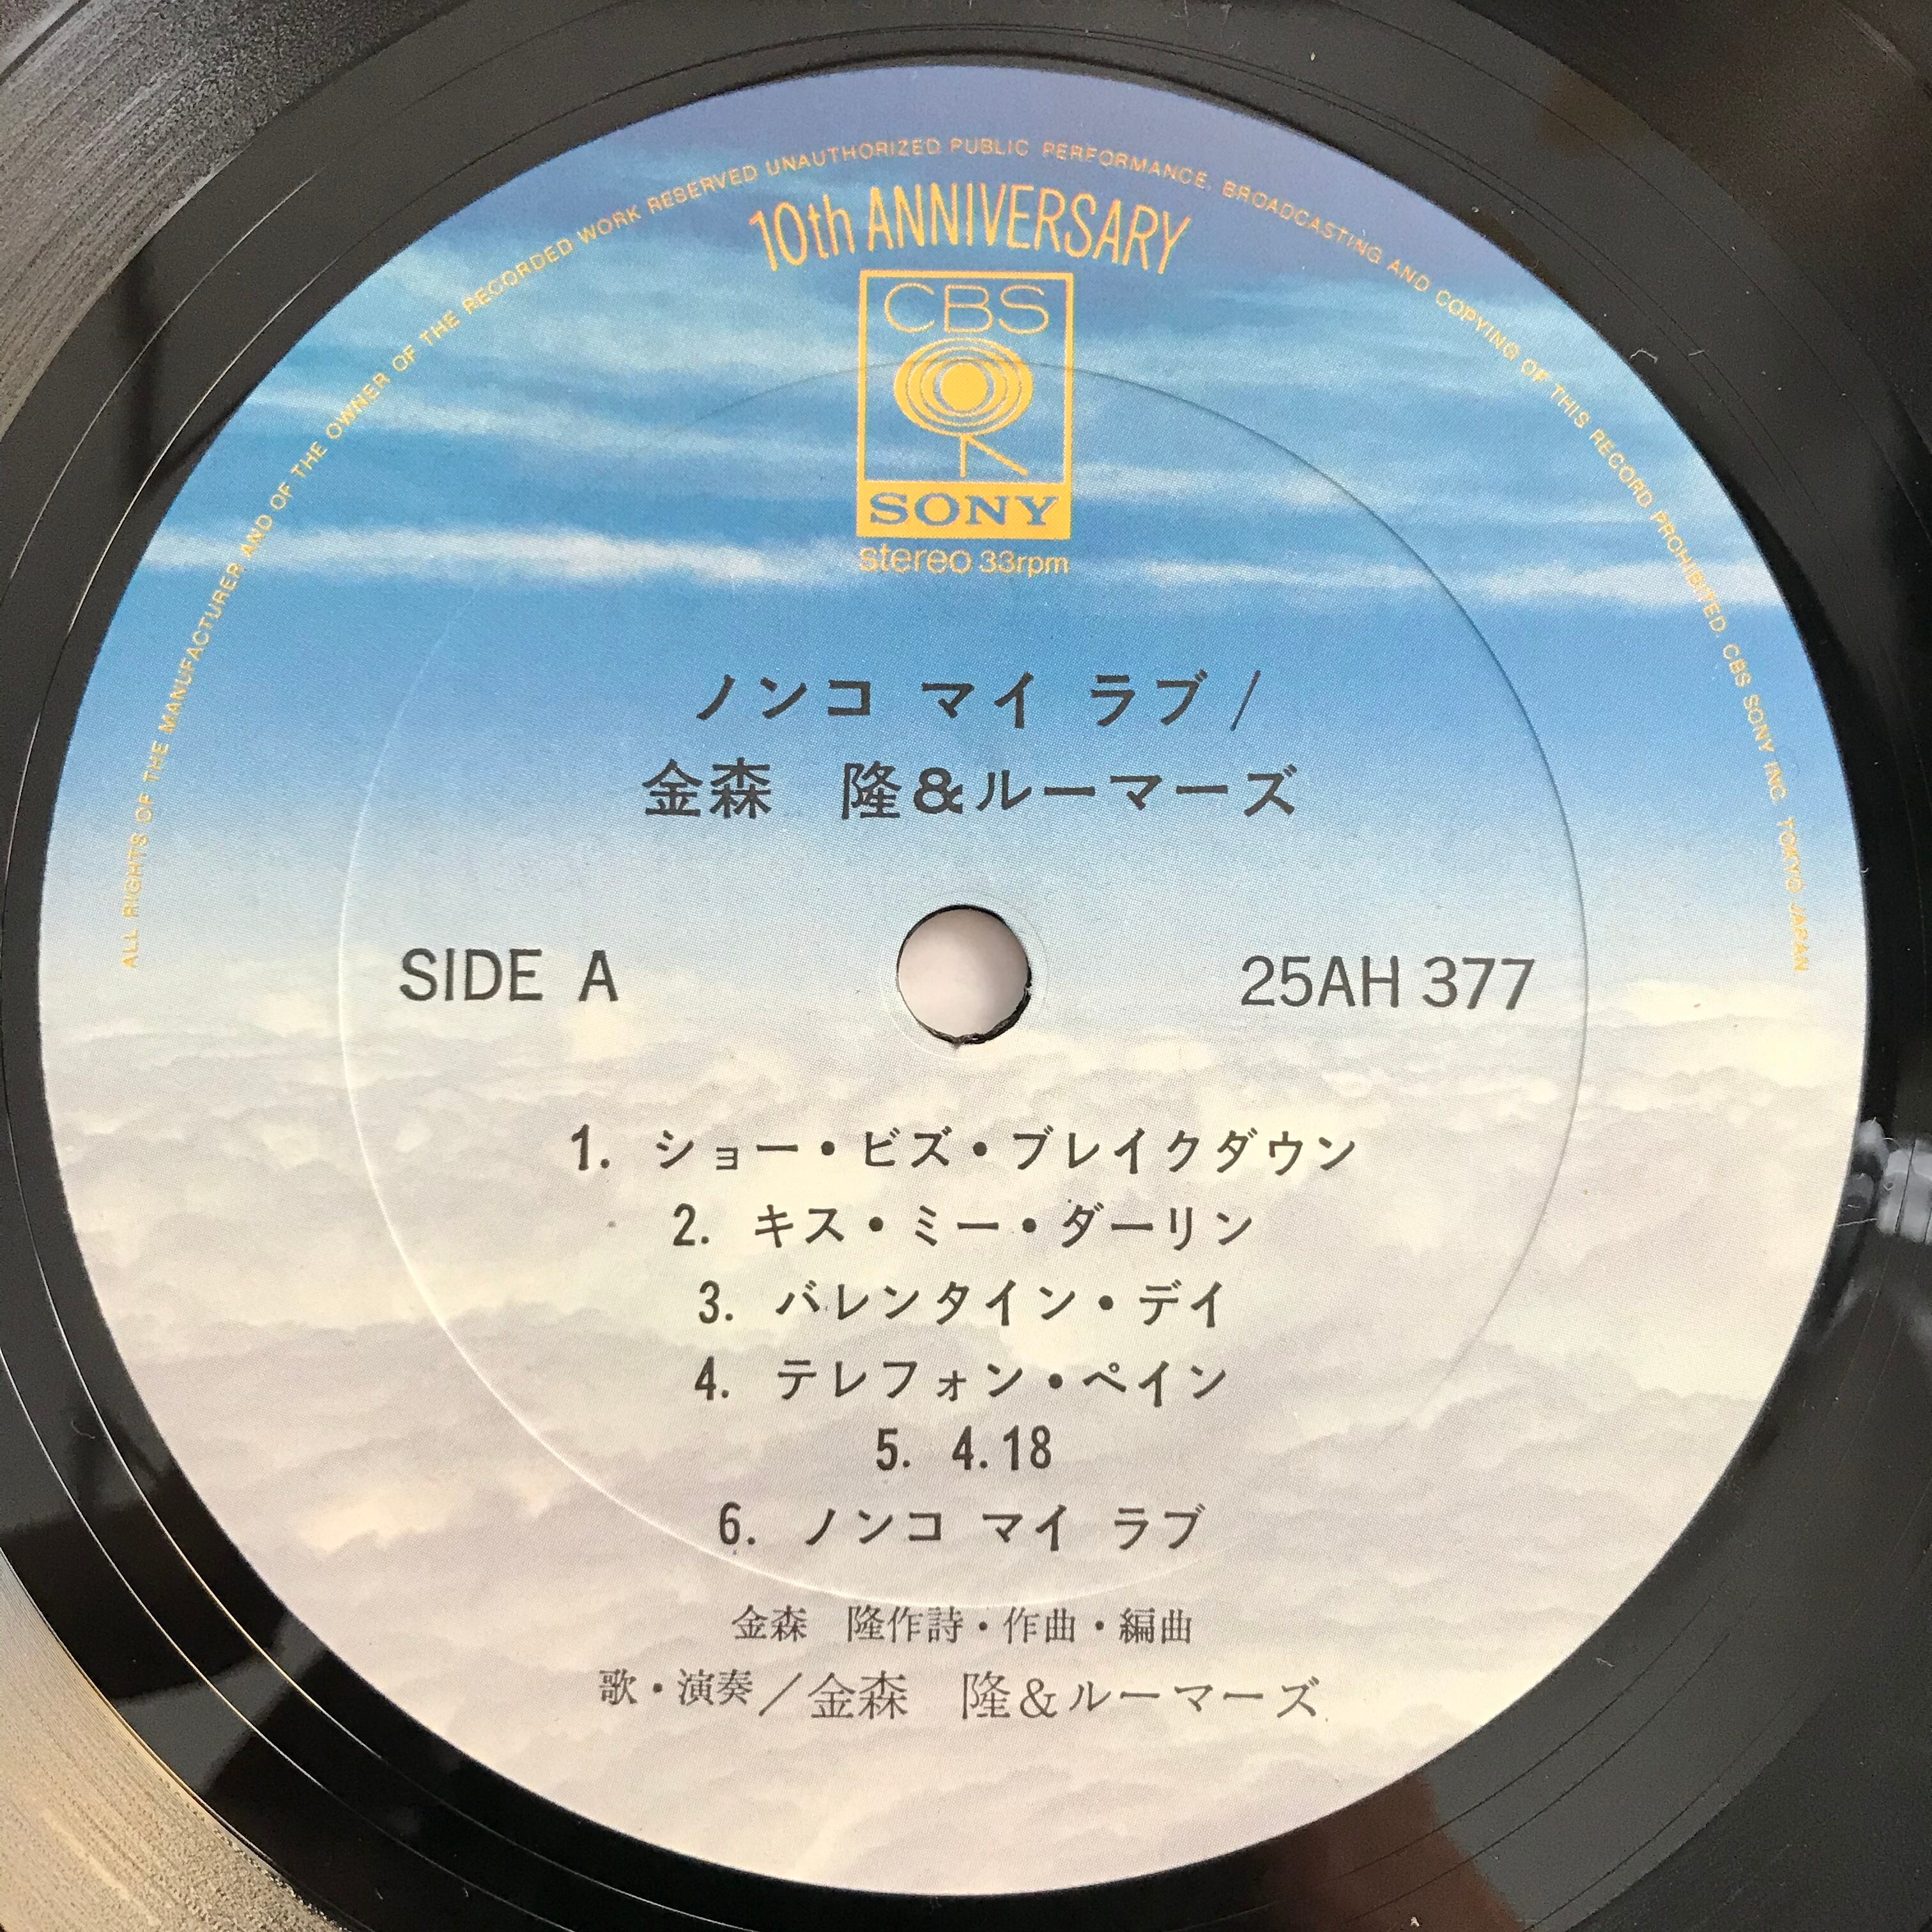 ALL RIGHTS OF THE MANUFACTURER AND OF THE OWNER OF THE RECORDED WORK RESERVED UNAUTHORIZED PUBLIC PERFORMANCE, BROADCASTING AND COPYING OF THIS RECORD PROHIBITED. CBS SONY INC. TOKYO JAPAN
10th ANNIVERSARY
CBS
SONY
stereo 33rpm
ノンコ マイ ラブ/
金森　隆&ルーマーズ
SIDE A
25AH 377
1. ショー・ビズ・ブレイクダウン
2. キス・ミー・ダーリン
3. バレンタイン・デイ
4. テレフォン・ペイン
5. 4.18
6. ノンコ マイ ラブ
金森　隆作詩・作曲・編曲
歌・演奏／金森　隆&ルーマーズ